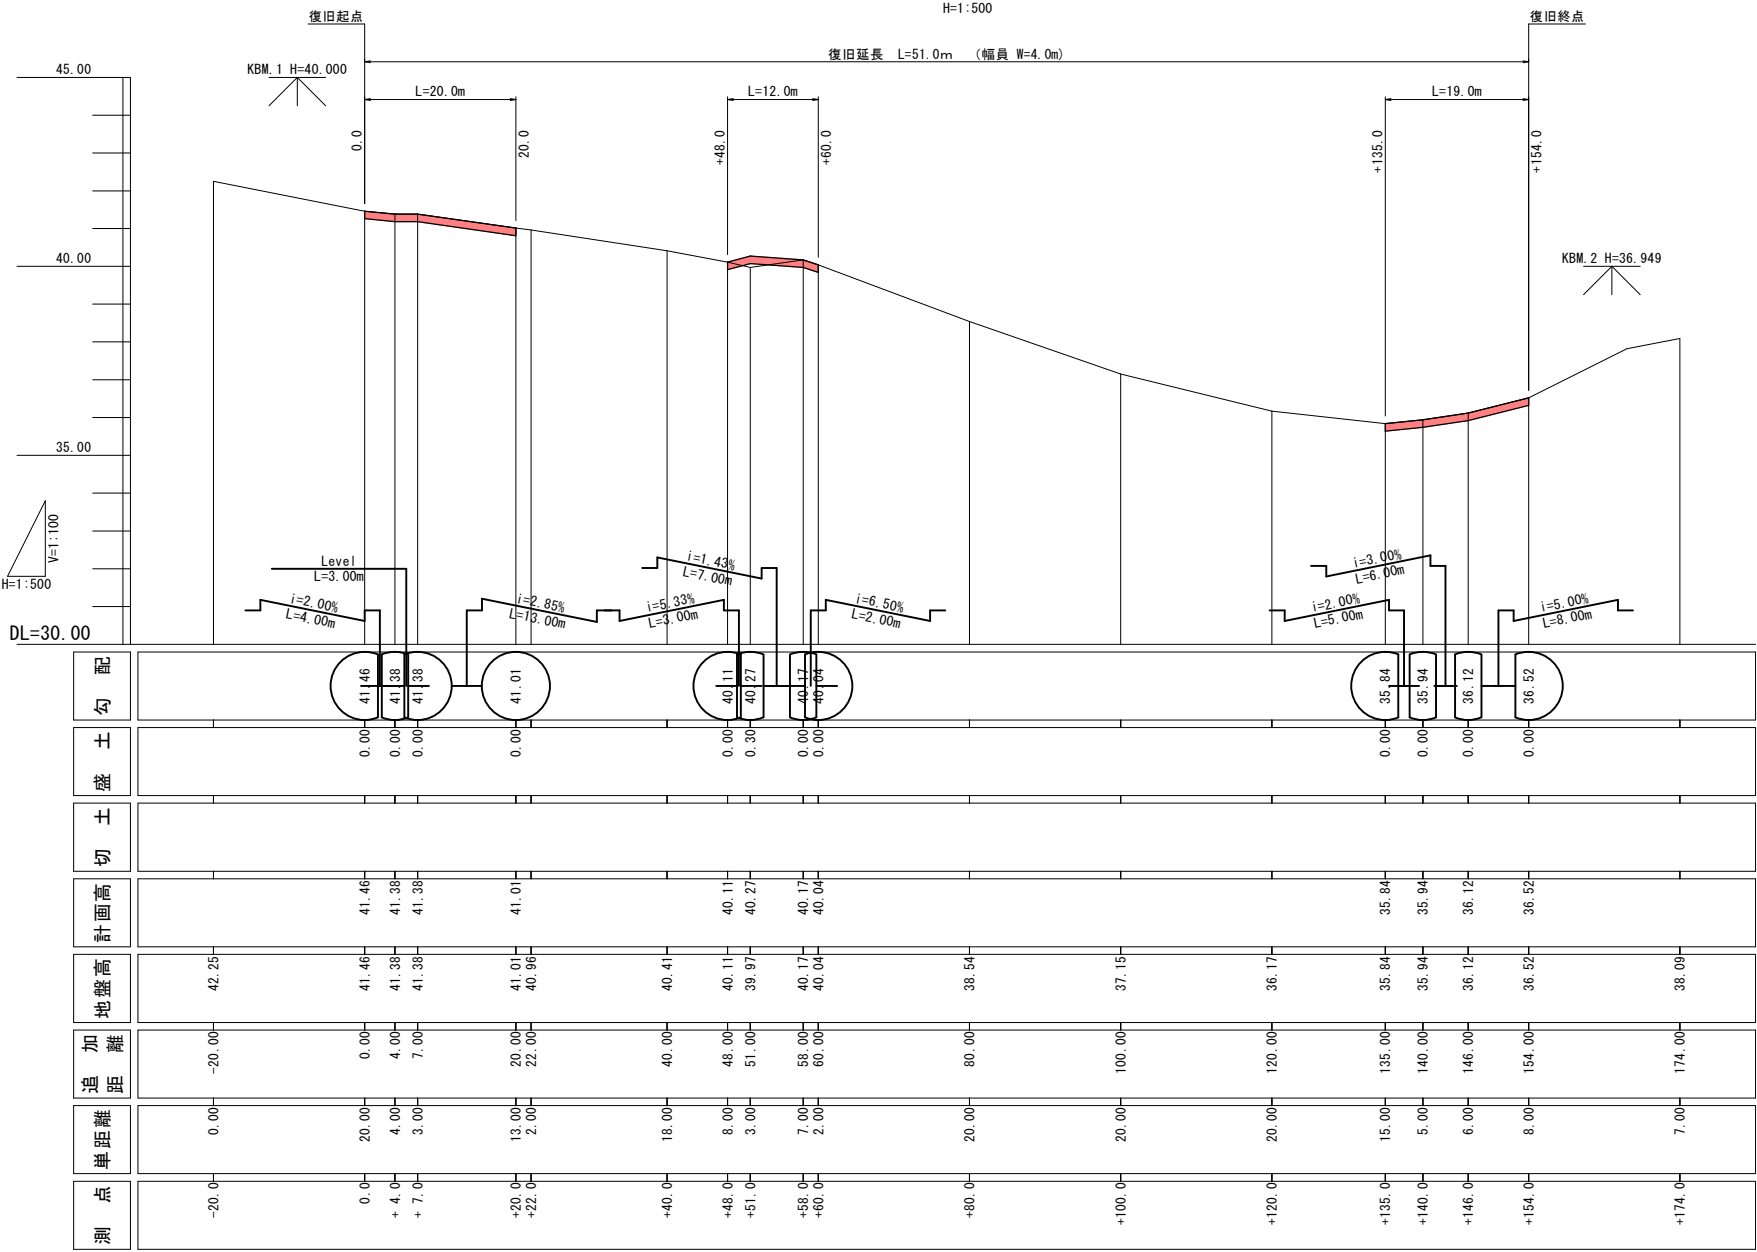 H=1:500
復旧起点
復旧終点
復旧延長 L=51.0m （幅員 W=4.0m）
KBM.1 H=40.000
L=20.0m
L=12.0m
L=19.0m
0.0
20.0
+48.0
+60.0
+135.0
+154.0
45.00
40.00
35.00
KBM.2 H=36.949
V=1:100
H=1:500
DL=30.00
Level
L=3.00m
i=2.00%
L=4.00m
i=2.85%
L=13.00m
i=5.33%
L=3.00m
i=1.43%
L=7.00m
i=6.50%
L=2.00m
i=2.00%
L=5.00m
i=3.00%
L=6.00m
i=5.00%
L=8.00m
勾配 41.46 41.38 41.38 41.01 40.11 40.27 40.17 40.04 35.84 35.94 36.12 36.52
盛土 0.00 0.00 0.00 0.00 0.00 0.30 0.00 0.00 0.00 0.00 0.00 0.00
切土
計画高 41.46 41.38 41.38 41.01 40.11 40.27 40.17 40.04 35.84 35.94 36.12 36.52
地盤高 42.25 41.46 41.38 41.38 41.01 40.96 40.41 40.11 39.97 40.17 40.04 38.54 37.15 36.17 35.84 35.94 36.12 36.52 38.09
追加距離 -20.00 0.00 4.00 7.00 20.00 22.00 40.00 48.00 51.00 58.00 60.00 80.00 100.00 120.00 135.00 140.00 146.00 154.00 174.00
単距離 0.00 20.00 4.00 3.00 13.00 2.00 18.00 8.00 3.00 7.00 2.00 20.00 20.00 20.00 15.00 5.00 6.00 8.00 7.00
測点 -20.0 0.0 + 4.0 + 7.0 +20.0 +22.0 +40.0 +48.0 +51.0 +58.0 +60.0 +80.0 +100.0 +120.0 +135.0 +140.0 +146.0 +154.0 +174.0